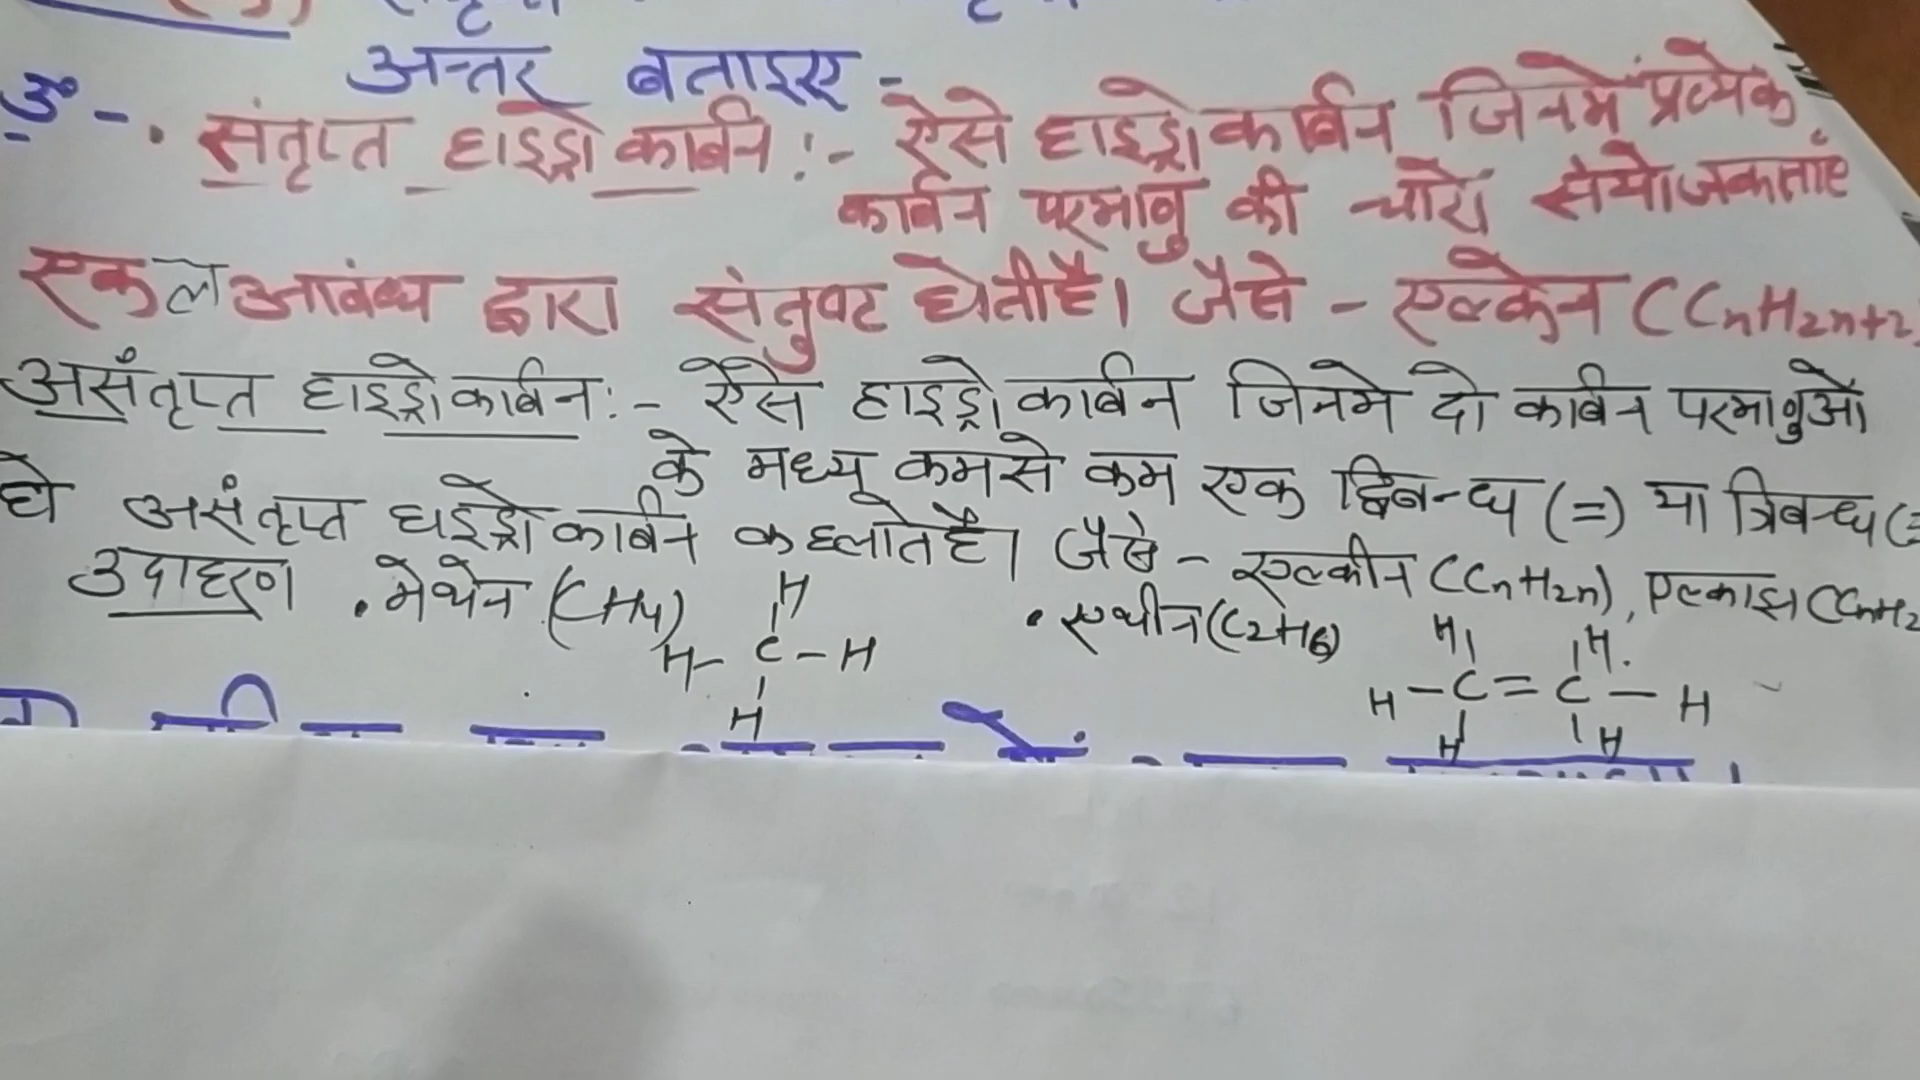 अन्तर बताइए -
उ॰ - . संतृप्त हाइड्रोकार्बन :- ऐसे हाइड्रोकार्बन जिनमें प्रत्येक
कार्बन परमाणु की चारों संयोजकताएं
एकल आबंध द्वारा संतुष्ट होती है। जैसे - एल्केन (CnH2n+2
असंतृप्त हाइड्रोकार्बन :- ऐसे हाइड्रोकार्बन जिनमे दो कार्बन परमाणुओं
के मध्य कमसे कम एक द्विबन्ध (=) या त्रिबन्ध (≡
हो असंतृप्त हाइड्रोकार्बन कहलाते है। जैसे - एल्कीन (CnH2n), एल्काइन (CnH2
उदाहरण . मेथेन (CH4) . एथीन (C2H6)
H H H
H - C - H H - C = C - H
H H H